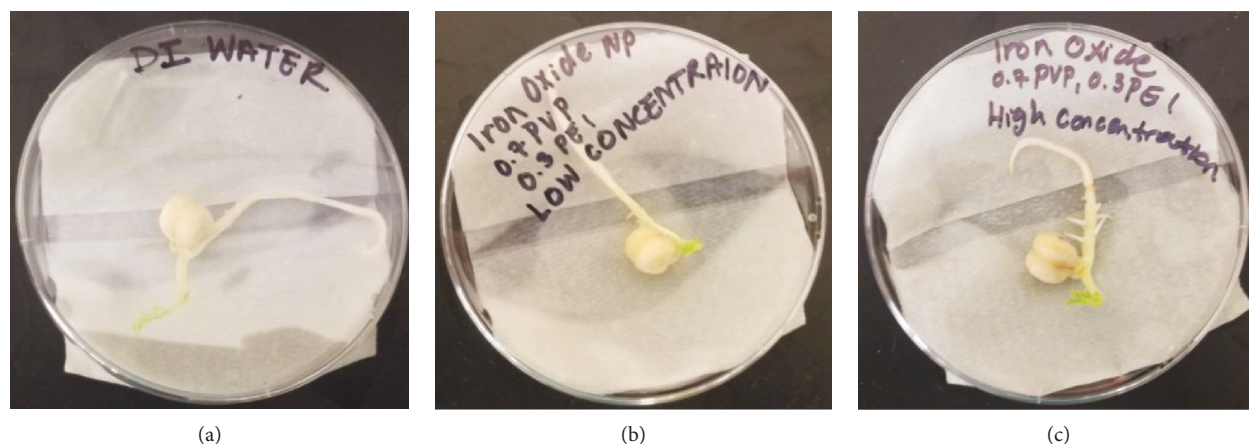 DI WATER
Iron Oxide NP
0.7 PVP
0.3 PEI
LOW CONCENTRAION
Iron Oxide
0.7 PVP, 0.3 PEI
High Concentration
(a)
(b)
(c)